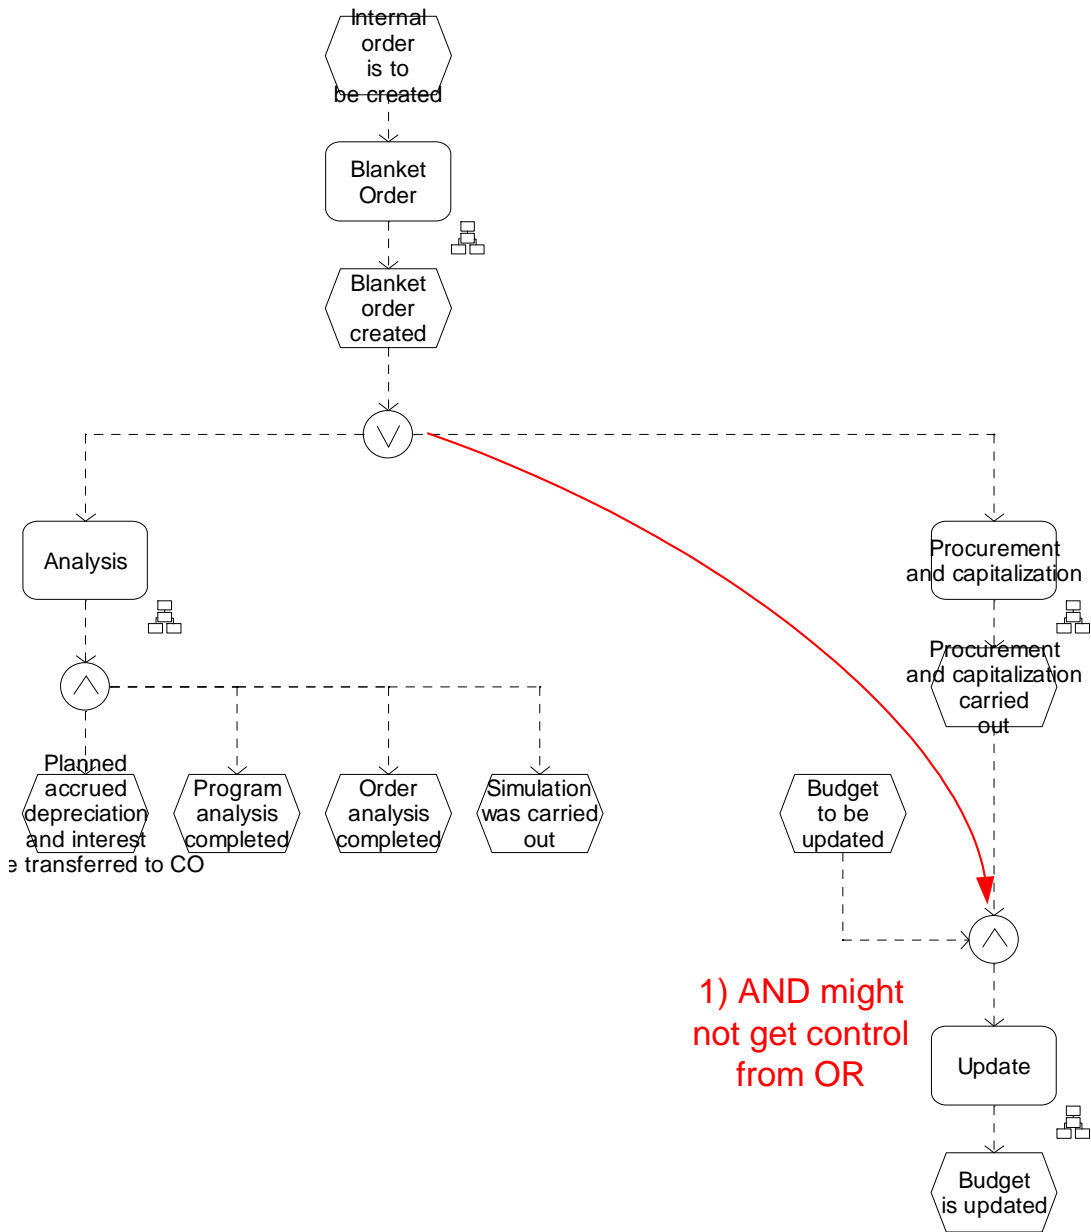 Internal
order
is to
be created
Blanket
Order
Blanket
order
created
Analysis
Procurement
and capitalization
Procurement
and capitalization
carried
out
Planned
accrued
depreciation
and interest
e transferred to CO
Program
analysis
completed
Order
analysis
completed
Simulation
was carried
out
Budget
to be
updated
1) AND might
not get control
from OR
Update
Budget
is updated